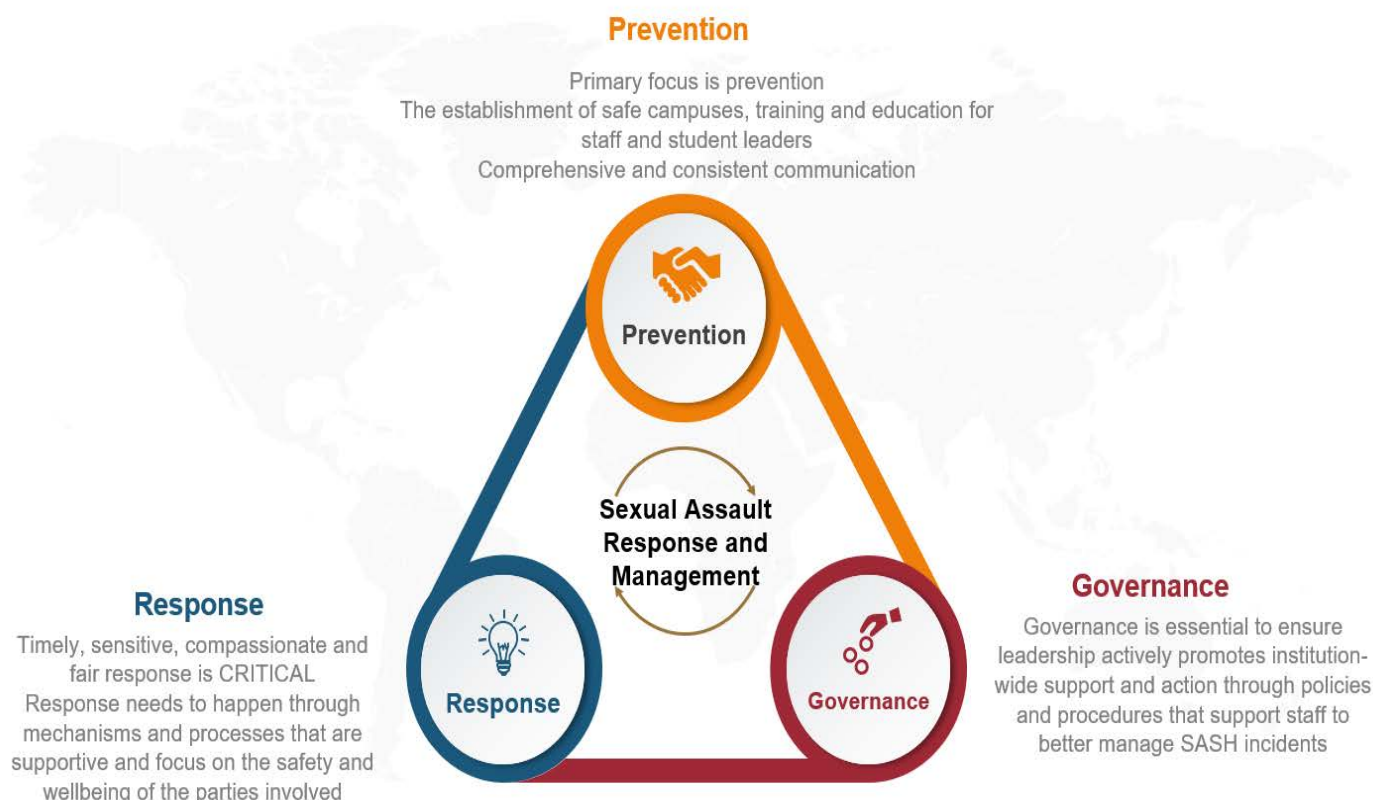 Prevention
Primary focus is prevention
The establishment of safe campuses, training and education for
staff and student leaders
Comprehensive and consistent communication
Prevention
Sexual Assault
Response and
Management
Response
Timely, sensitive, compassionate and
fair response is CRITICAL
Response needs to happen through
mechanisms and processes that are
supportive and focus on the safety and
wellbeing of the parties involved
Response
Governance
Governance
Governance is essential to ensure
leadership actively promotes institution-
wide support and action through policies
and procedures that support staff to
better manage SASH incidents